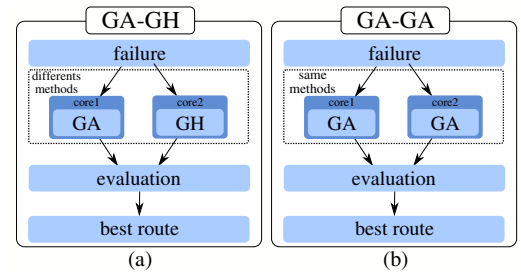 GA-GH
failure
differents
methods
core1
GA
core2
GH
evaluation
best route
(a)
GA-GA
failure
same
methods
core1
GA
core2
GA
evaluation
best route
(b)